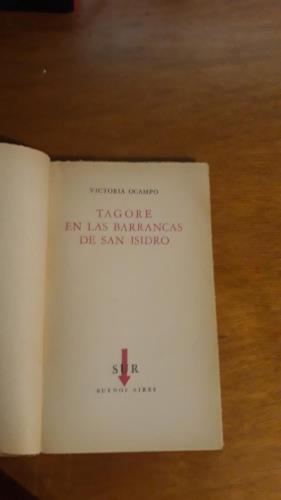 VICTORIA OCAMPO
TAGORE
EN LAS BARRANCAS
DE SAN ISIDRO
SUR
BUENOS AIRES